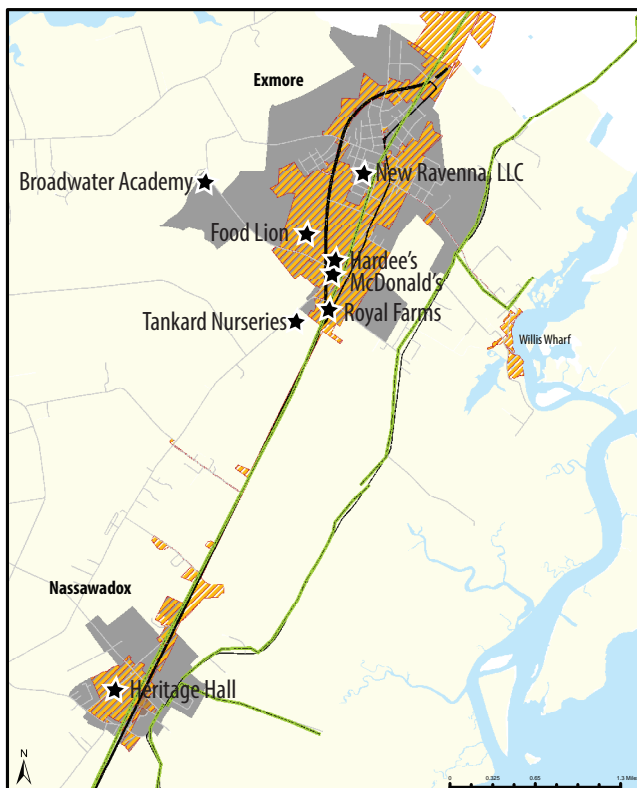 Exmore
Broadwater Academy
New Ravenna, LLC
Food Lion
Hardee's
McDonald's
Royal Farms
Tankard Nurseries
Willis Wharf
Nassawadox
Heritage Hall
N
0 0.325 0.65 1.3 Miles